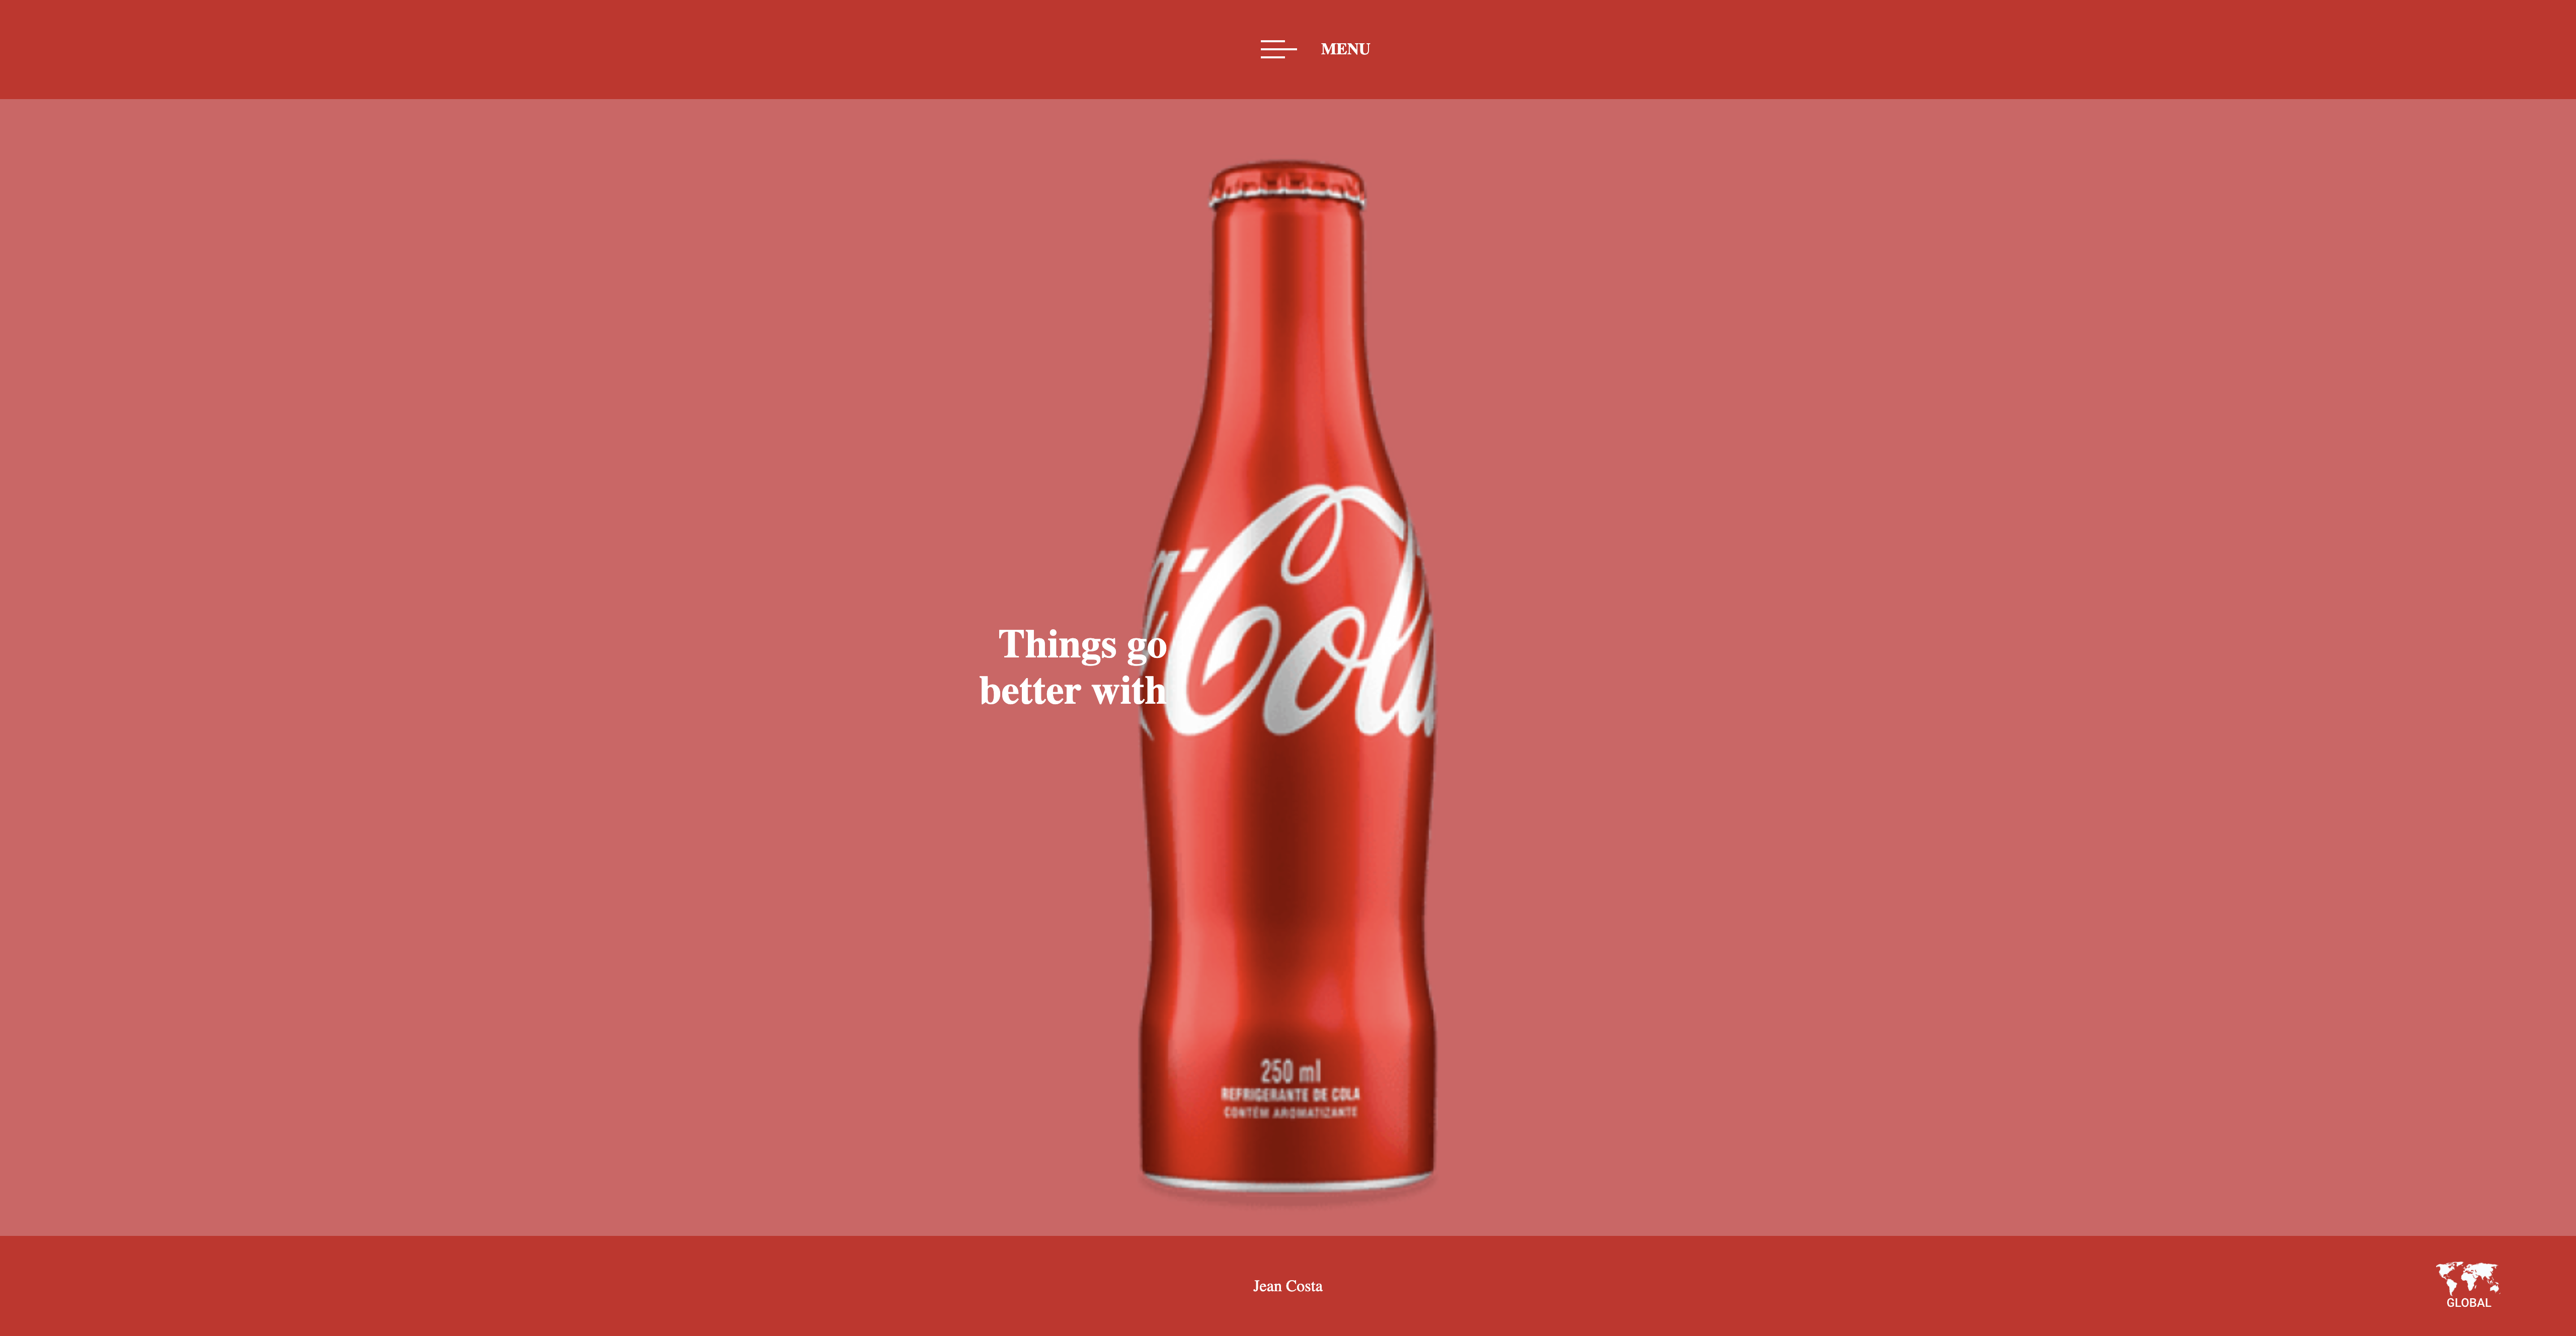 MENU
Things go
better with
Cola
250 ml
REFRIGERANTE DE COLA
CONTÉM AROMATIZANTE
Jean Costa
GLOBAL